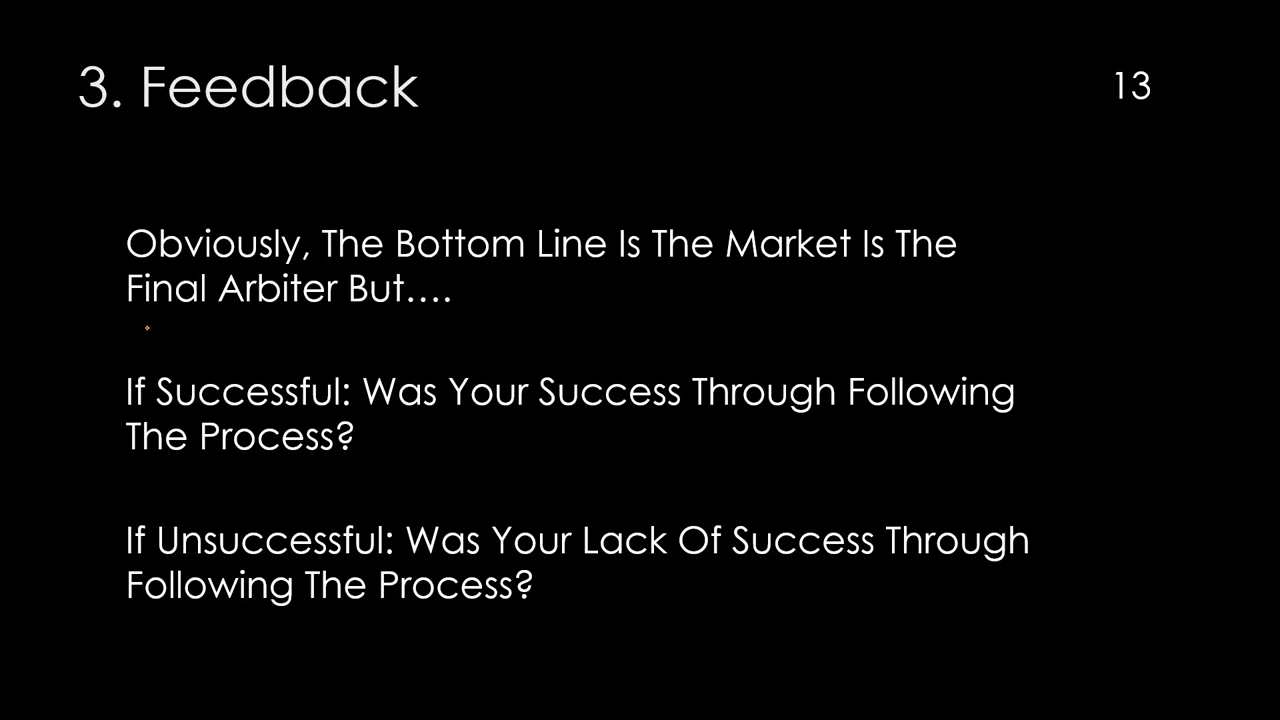 3. Feedback
13
Obviously, The Bottom Line Is The Market Is The
Final Arbiter But....
If Successful: Was Your Success Through Following
The Process?
If Unsuccessful: Was Your Lack Of Success Through
Following The Process?